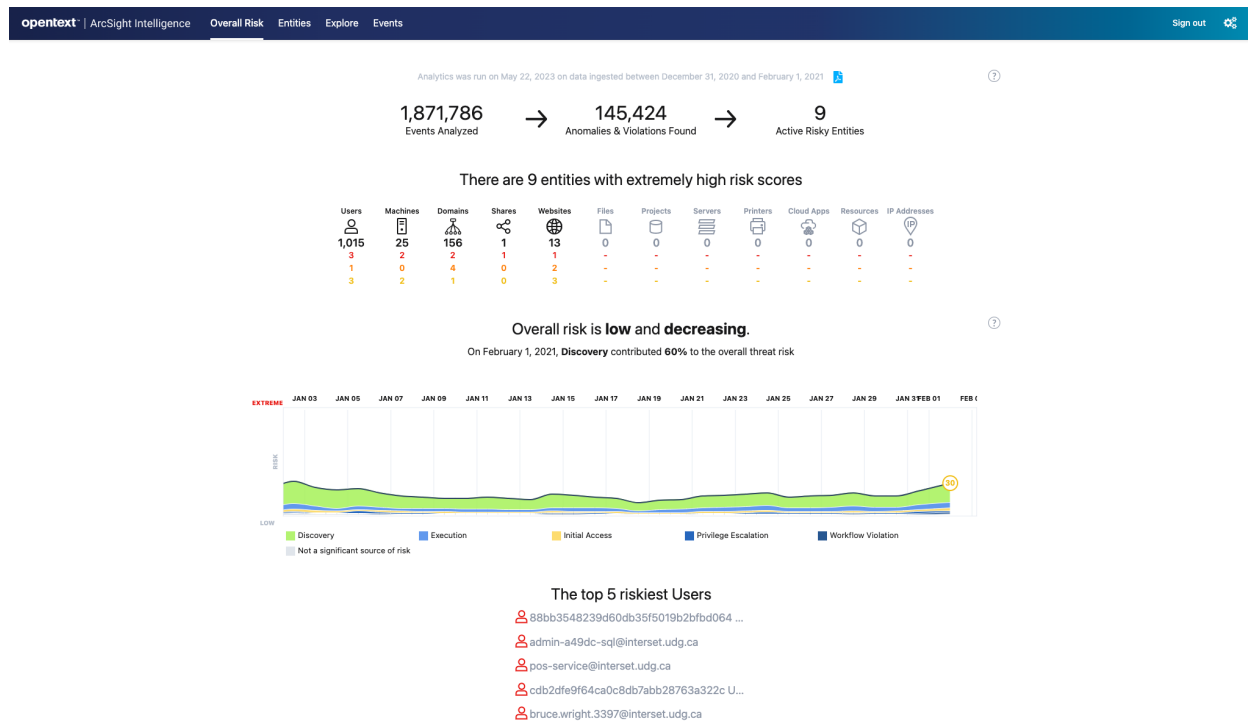 opentext™ | ArcSight Intelligence Overall Risk Entities Explore Events Sign out
Analytics was run on May 22, 2023 on data ingested between December 31, 2020 and February 1, 2021
?
1,871,786 → 145,424 → 9
Events Analyzed Anomalies & Violations Found Active Risky Entities
There are 9 entities with extremely high risk scores
Users Machines Domains Shares Websites Files Projects Servers Printers Cloud Apps Resources IP Addresses
IP
1,015 25 156 1 13 0 0 0 0 0 0 0
3 2 2 1 1 - - - - - - -
1 0 4 0 2 - - - - - - -
3 2 1 0 3 - - - - - - -
Overall risk is low and decreasing.
?
On February 1, 2021, Discovery contributed 60% to the overall threat risk
EXTREME JAN 03 JAN 05 JAN 07 JAN 09 JAN 11 JAN 13 JAN 15 JAN 17 JAN 19 JAN 21 JAN 23 JAN 25 JAN 27 JAN 29 JAN 31 FEB 01 FEB
RISK
30
LOW
Discovery Execution Initial Access Privilege Escalation Workflow Violation
Not a significant source of risk
The top 5 riskiest Users
88bb3548239d60db35f5019b2bfbd064 ...
admin-a49dc-sql@interset.udg.ca
pos-service@interset.udg.ca
cdb2dfe9f64ca0c8db7abb28763a322c U...
bruce.wright.3397@interset.udg.ca